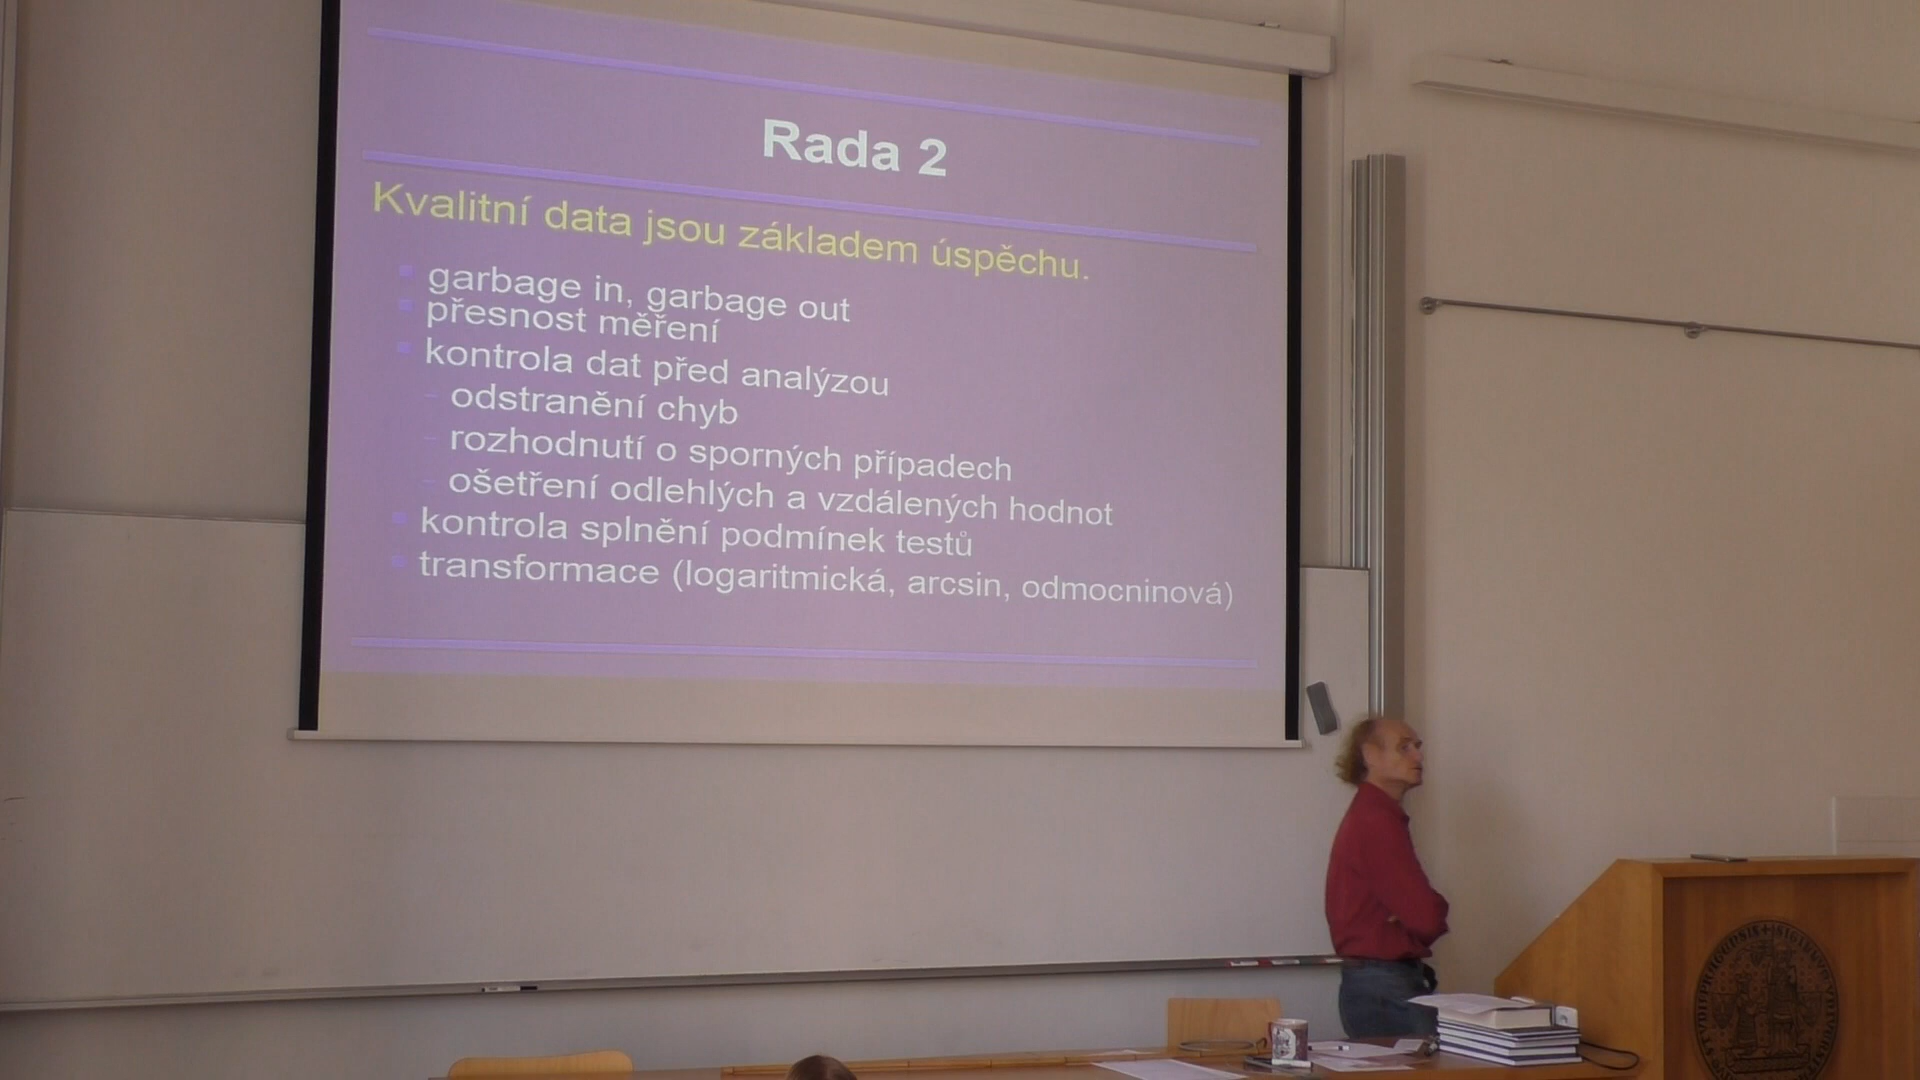 Rada 2
Kvalitní data jsou základem úspěchu.
garbage in, garbage out
přesnost měření
kontrola dat před analýzou
odstranění chyb
rozhodnutí o sporných případech
ošetření odlehlých a vzdálených hodnot
kontrola splnění podmínek testů
transformace (logaritmická, arcsin, odmocninová)